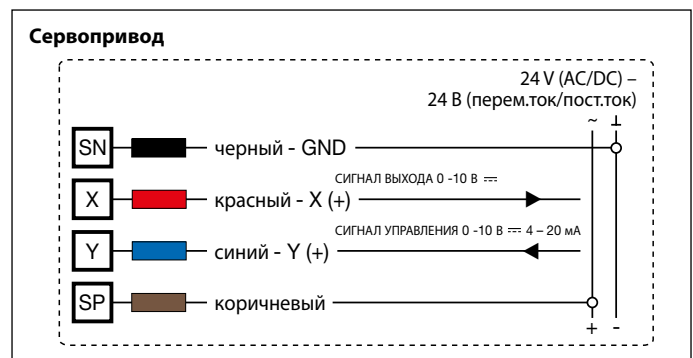 Сервопривод
24 V (AC/DC) –
24 В (перем.ток/пост.ток)
~ ⊥
SN черный - GND
СИГНАЛ ВЫХОДА 0 -10 В ⎓
X красный - X (+)
СИГНАЛ УПРАВЛЕНИЯ 0 -10 В ⎓ 4 – 20 мА
Y синий - Y (+)
SP коричневый
+ -